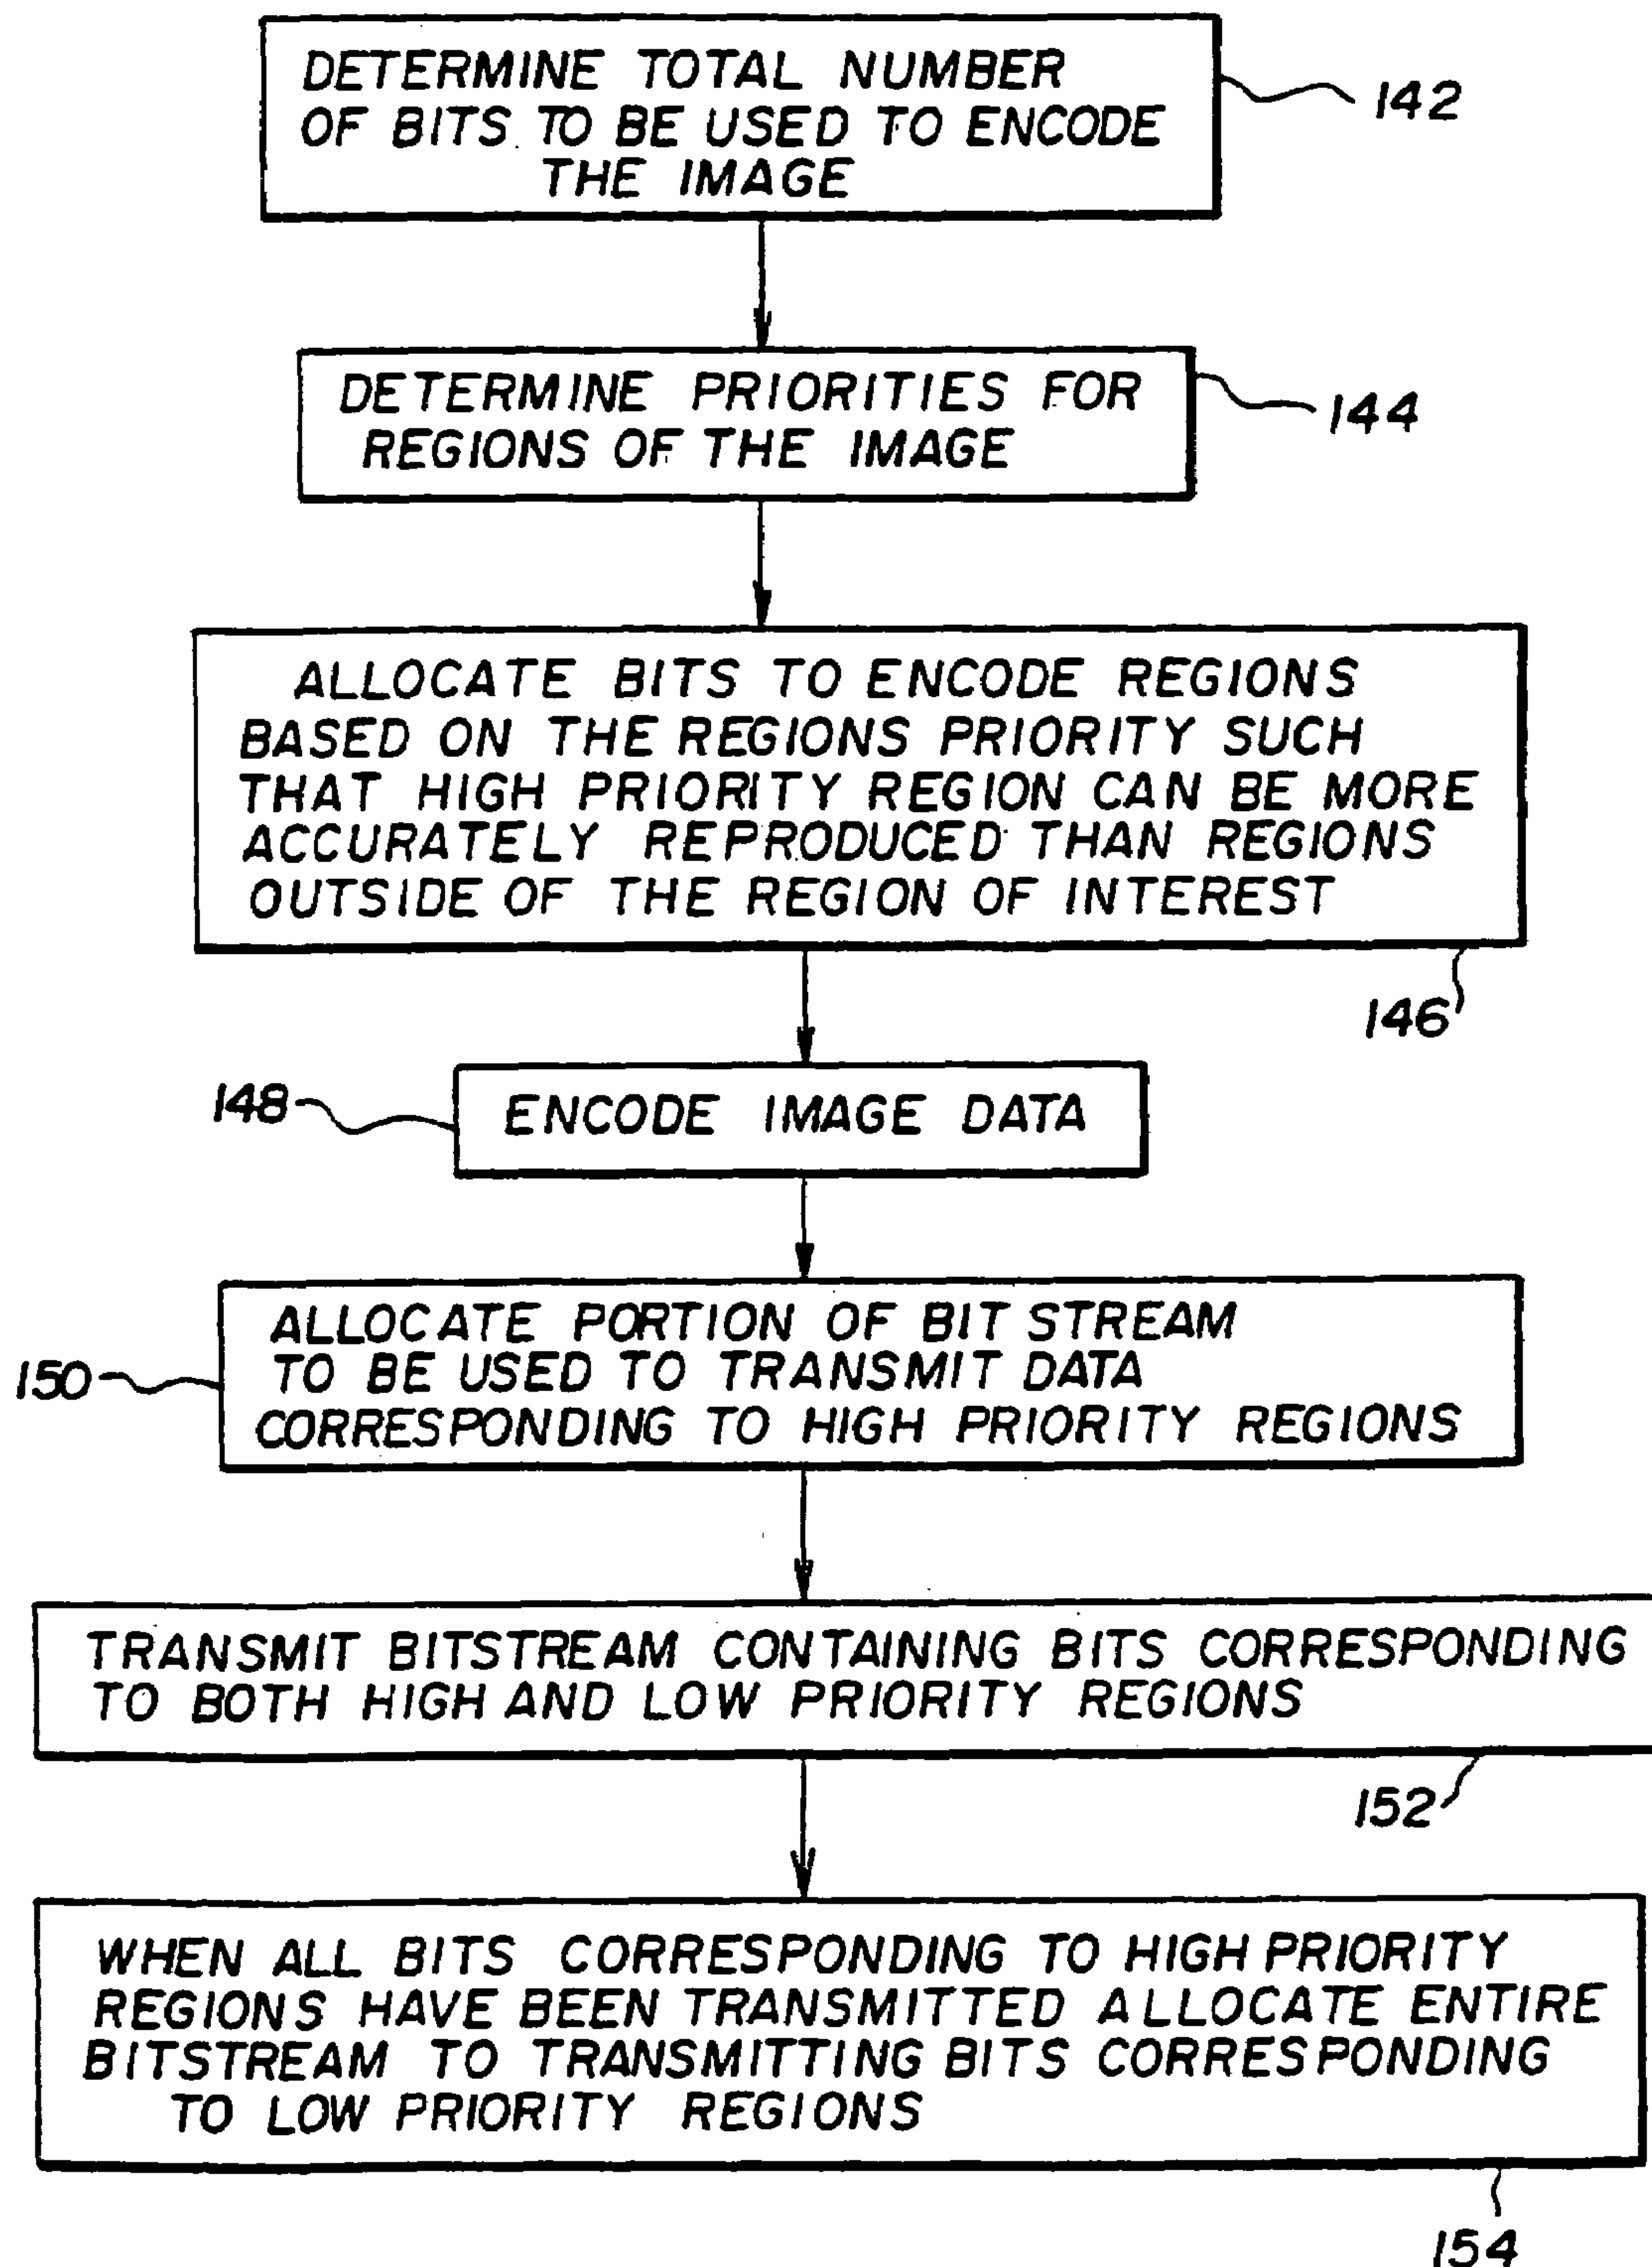 DETERMINE TOTAL NUMBER
OF BITS TO BE USED TO ENCODE
THE IMAGE
142
DETERMINE PRIORITIES FOR
REGIONS OF THE IMAGE
144
ALLOCATE BITS TO ENCODE REGIONS
BASED ON THE REGIONS PRIORITY SUCH
THAT HIGH PRIORITY REGION CAN BE MORE
ACCURATELY REPRODUCED THAN REGIONS
OUTSIDE OF THE REGION OF INTEREST
146
148
ENCODE IMAGE DATA
150
ALLOCATE PORTION OF BIT STREAM
TO BE USED TO TRANSMIT DATA
CORRESPONDING TO HIGH PRIORITY REGIONS
TRANSMIT BITSTREAM CONTAINING BITS CORRESPONDING
TO BOTH HIGH AND LOW PRIORITY REGIONS
152
WHEN ALL BITS CORRESPONDING TO HIGH PRIORITY
REGIONS HAVE BEEN TRANSMITTED ALLOCATE ENTIRE
BITSTREAM TO TRANSMITTING BITS CORRESPONDING
TO LOW PRIORITY REGIONS
154